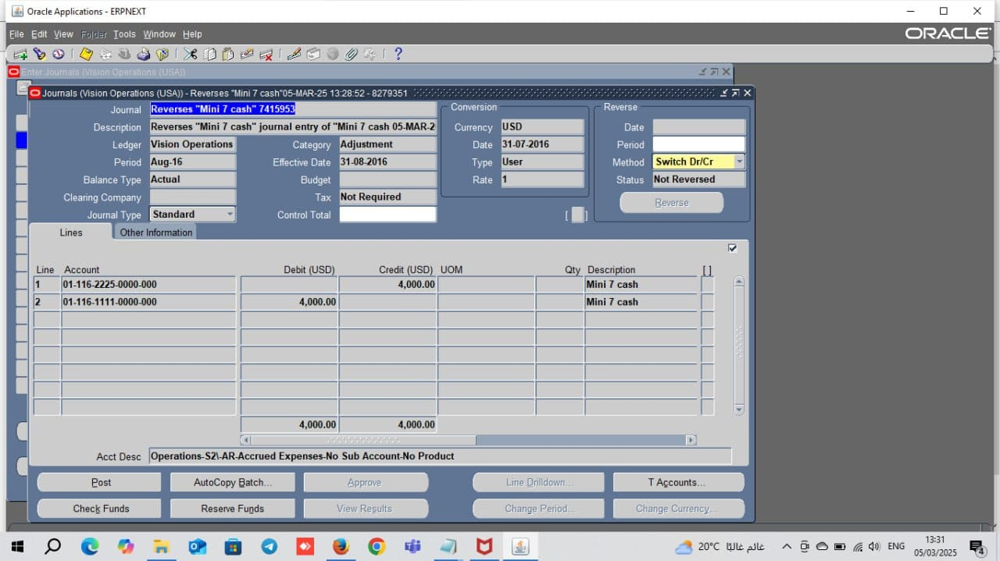 Oracle Applications - ERPNEXT
File Edit View Folder Tools Window Help
ORACLE
Enter Journals (Vision Operations (USA))
Journals (Vision Operations (USA)) - Reverses "Mini 7 cash"05-MAR-25 13:28:52 - 8279351
Journal Reverses "Mini 7 cash" 7415953
Description Reverses "Mini 7 cash" journal entry of "Mini 7 cash 05-MAR-2
Ledger Vision Operations Category Adjustment
Period Aug-16 Effective Date 31-08-2016
Balance Type Actual Budget
Clearing Company Tax Not Required
Journal Type Standard Control Total
Conversion
Currency USD
Date 31-07-2016
Type User
Rate 1
Reverse
Date
Period
Method Switch Dr/Cr
Status Not Reversed
Reverse
[ ]
Lines Other Information
Line Account Debit (USD) Credit (USD) UOM Qty Description [ ]
1 01-116-2225-0000-000 4,000.00 Mini 7 cash
2 01-116-1111-0000-000 4,000.00 Mini 7 cash
4,000.00 4,000.00
Acct Desc Operations-S2\-AR-Accrued Expenses-No Sub Account-No Product
Post AutoCopy Batch... Approve Line Drilldown... T Accounts...
Check Funds Reserve Funds View Results Change Period... Change Currency...
20°C غائم غالبًا ENG 13:31
05/03/2025 4